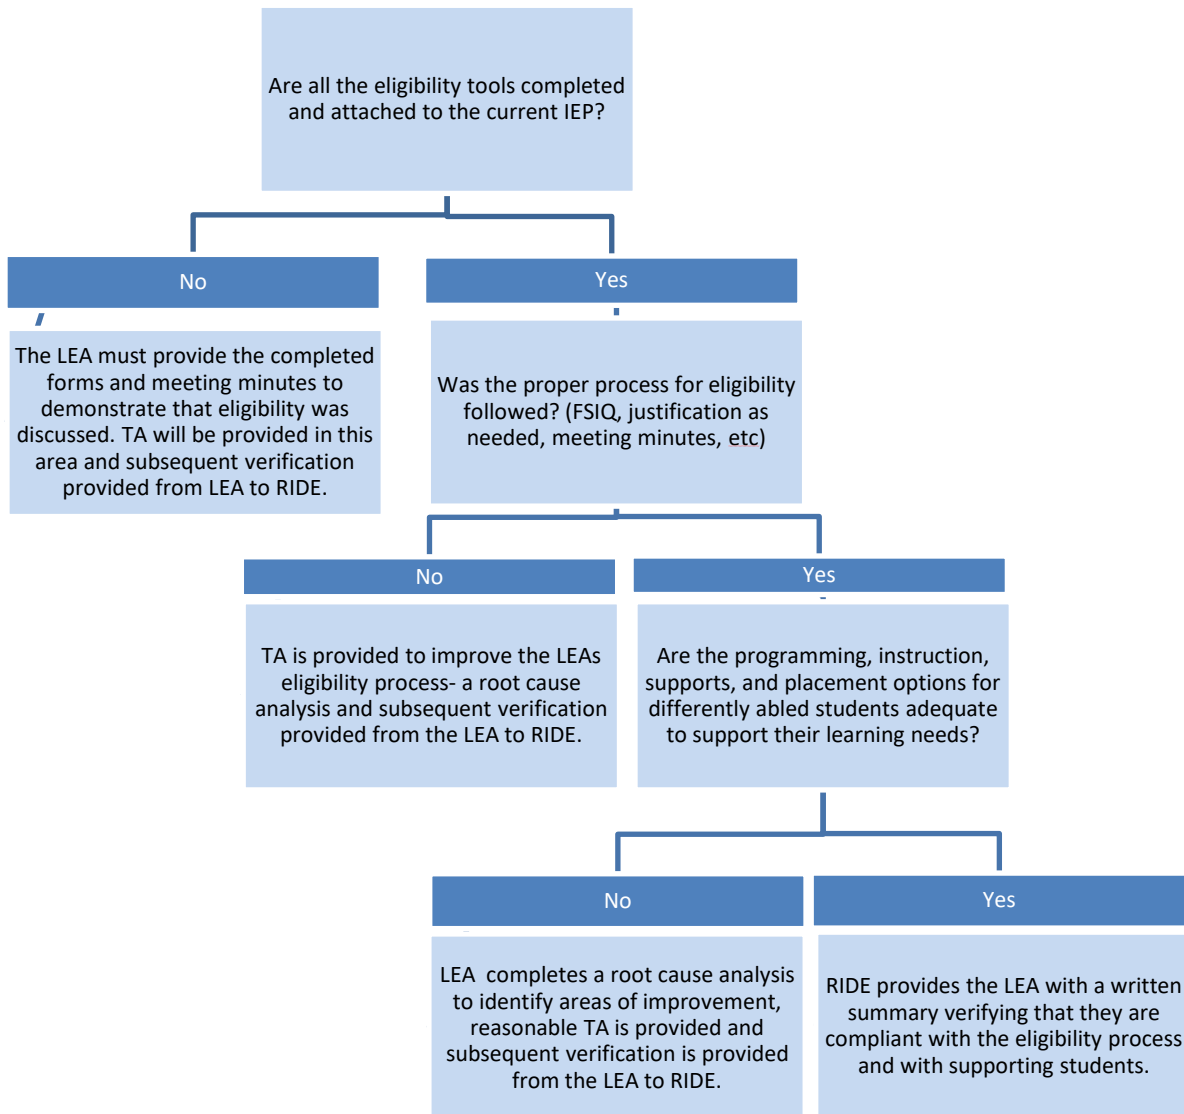 Are all the eligibility tools completed
and attached to the current IEP?
No
Yes
The LEA must provide the completed
forms and meeting minutes to
demonstrate that eligibility was
discussed. TA will be provided in this
area and subsequent verification
provided from LEA to RIDE.
Was the proper process for eligibility
followed? (FSIQ, justification as
needed, meeting minutes, etc)
No
Yes
TA is provided to improve the LEAs
eligibility process- a root cause
analysis and subsequent verification
provided from the LEA to RIDE.
Are the programming, instruction,
supports, and placement options for
differently abled students adequate
to support their learning needs?
No
Yes
LEA  completes a root cause analysis
to identify areas of improvement,
reasonable TA is provided and
subsequent verification is provided
from the LEA to RIDE.
RIDE provides the LEA with a written
summary verifying that they are
compliant with the eligibility process
and with supporting students.